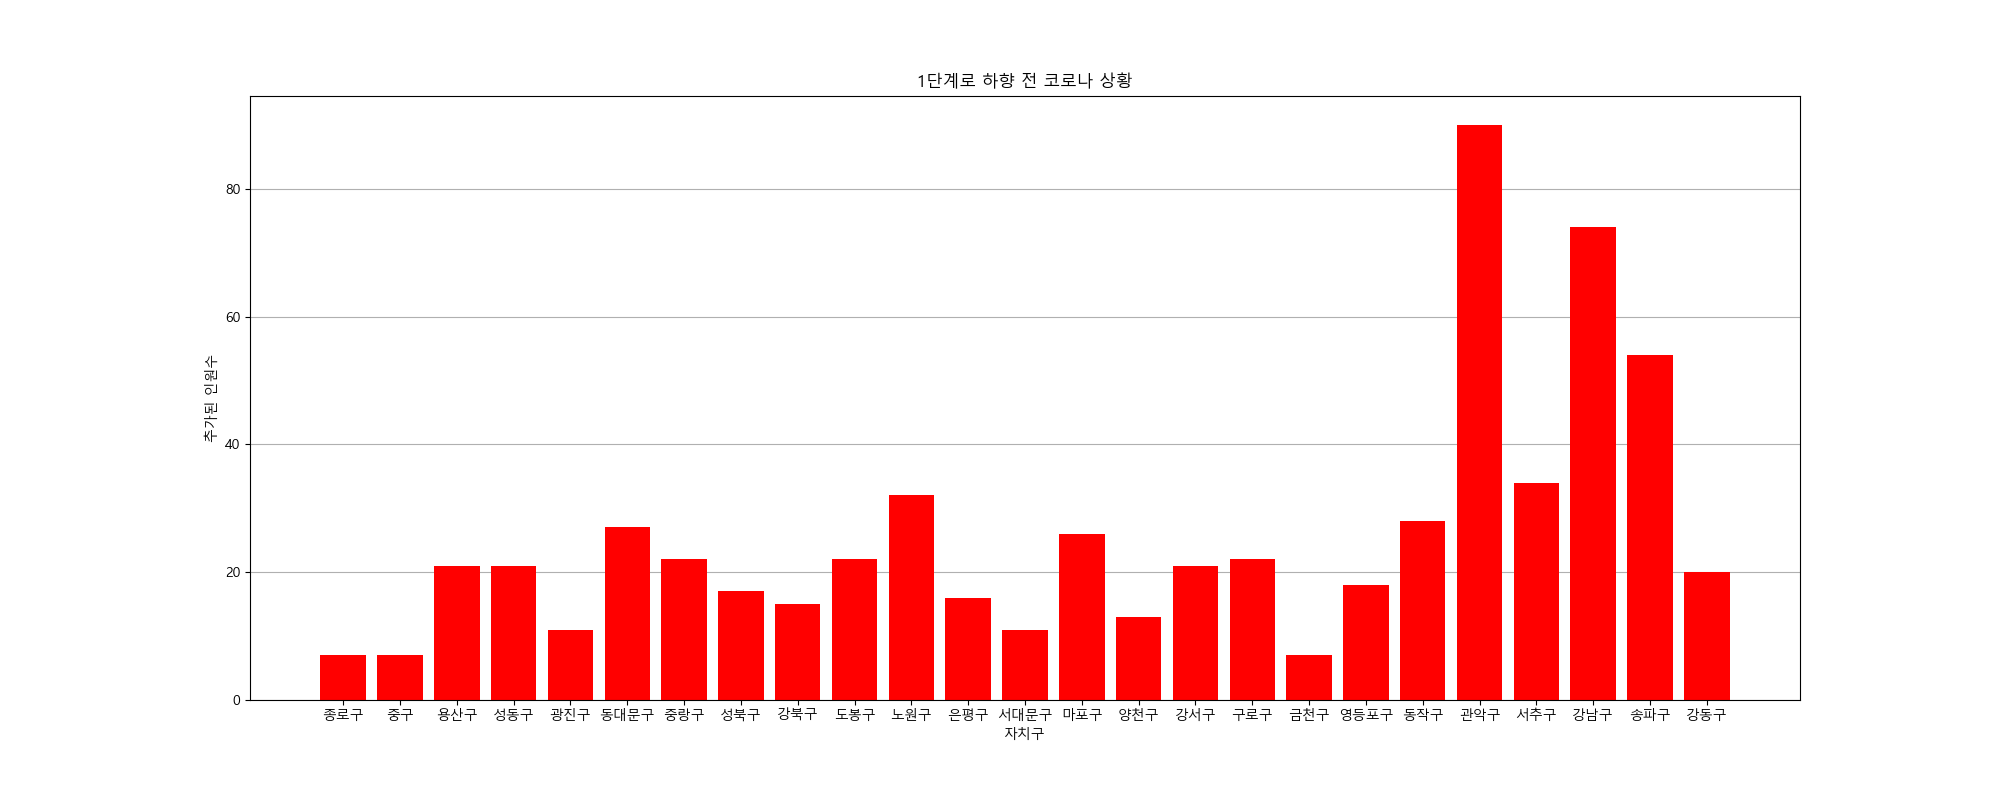 1단계로 하향 전 코로나 상황
추가된 인원수
80
60
40
20
0
종로구 중구 용산구 성동구 광진구 동대문구 중랑구 성북구 강북구 도봉구 노원구 은평구 서대문구 마포구 양천구 강서구 구로구 금천구 영등포구 동작구 관악구 서추구 강남구 송파구 강동구
자치구